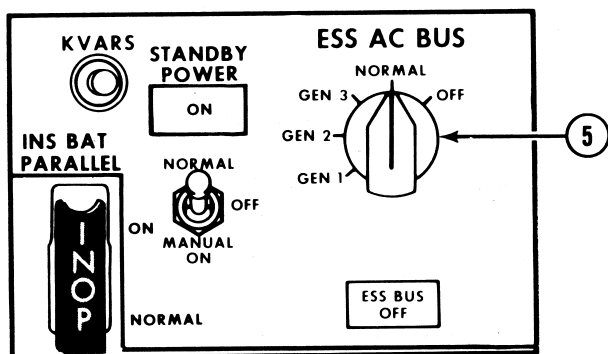 KVARS
STANDBY
POWER
ON
INS BAT
PARALLEL
NORMAL
OFF
MANUAL
ON
ON
NORMAL
INOP
ESS AC BUS
NORMAL
GEN 3
OFF
GEN 2
GEN 1
5
ESS BUS
OFF